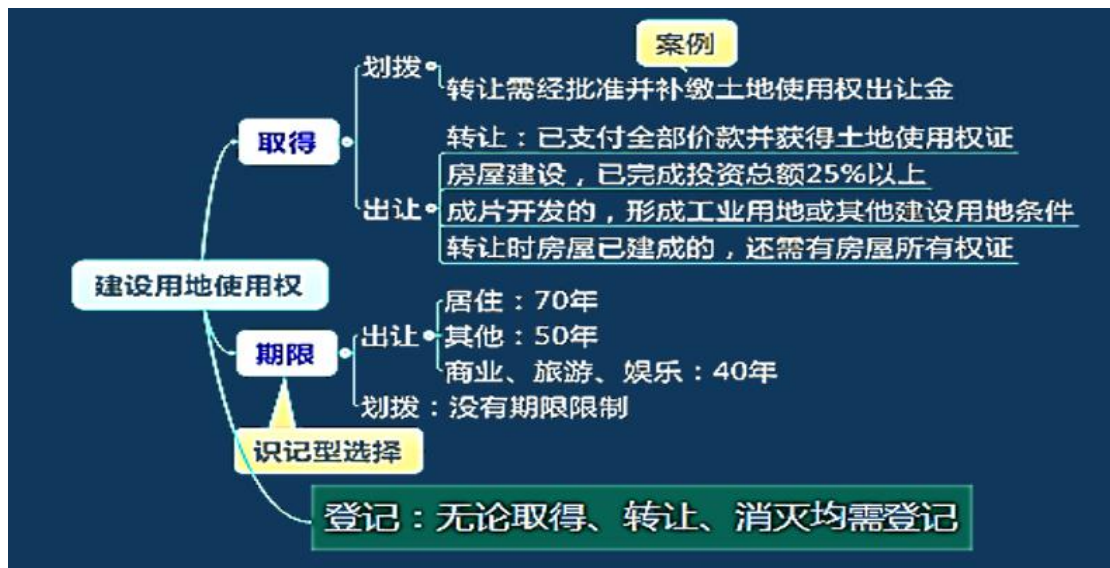 案例
划拨
转让需经批准并补缴土地使用权出让金
取得
转让：已支付全部价款并获得土地使用权证
房屋建设，已完成投资总额25%以上
出让
成片开发的，形成工业用地或其他建设用地条件
转让时房屋已建成的，还需有房屋所有权证
建设用地使用权
居住：70年
出让
其他：50年
期限
商业、旅游、娱乐：40年
划拨：没有期限限制
识记型选择
登记：无论取得、转让、消灭均需登记